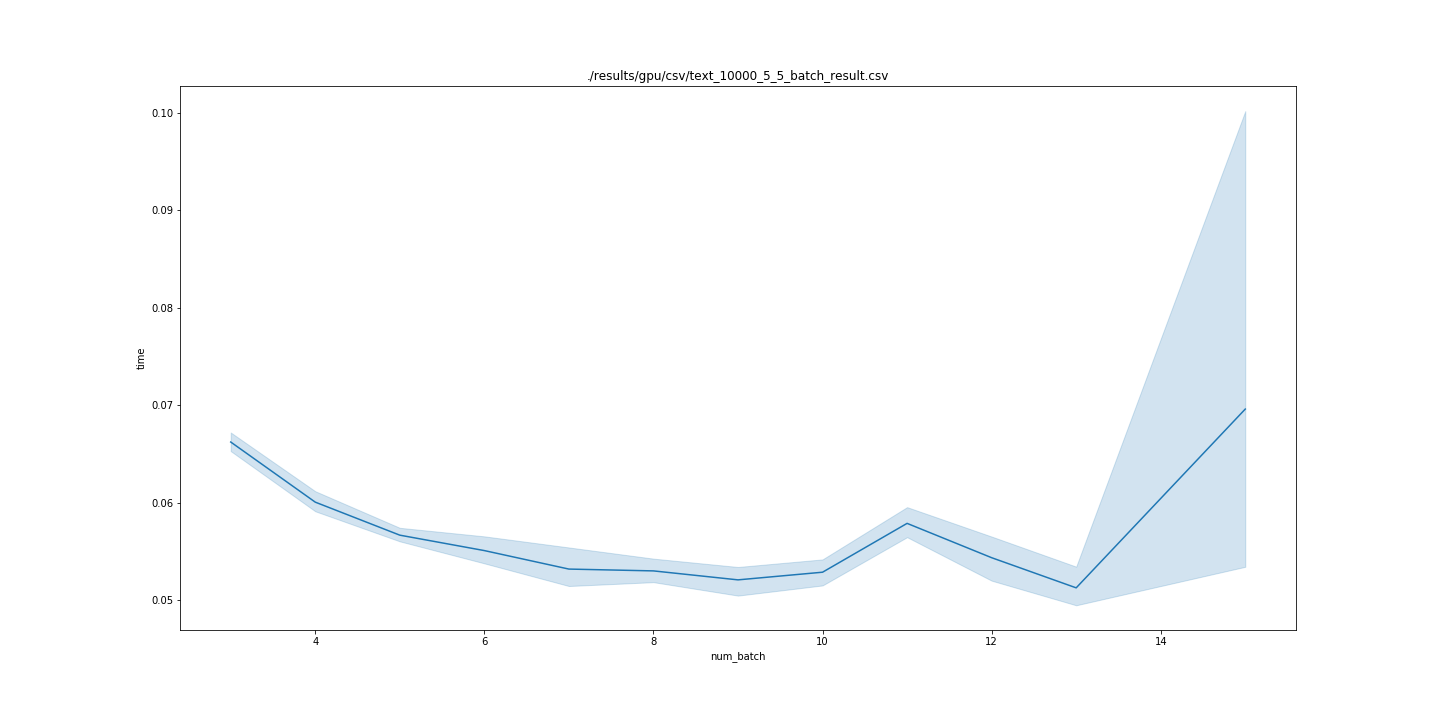 ./results/gpu/csv/text_10000_5_5_batch_result.csv
0.10
0.09
0.08
0.07
0.06
0.05
time
4 6 8 10 12 14
num_batch